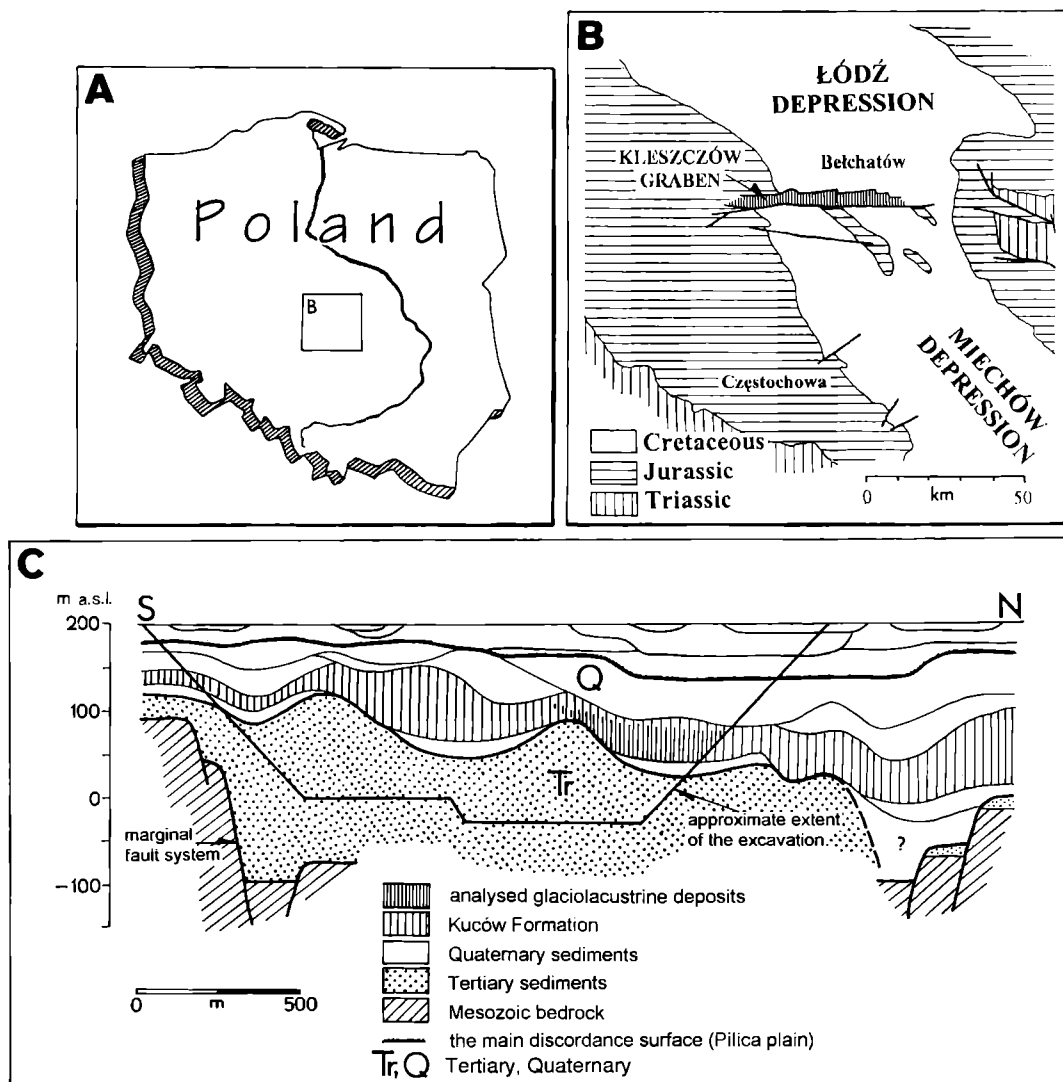 A
Poland
B
B
ŁÓDŹ
DEPRESSION
KLESZCZÓW
GRABEN
Bełchatów
MIECHÓW
DEPRESSION
Częstochowa
Cretaceous
Jurassic
Triassic
0 km 50
C
m a.s.l.
S
N
200
100
0
-100
Q
Tr
?
marginal
fault system
approximate extent
of the excavation
analysed glaciolacustrine deposits
Kuców Formation
Quaternary sediments
Tertiary sediments
Mesozoic bedrock
the main discordance surface (Pilica plain)
Tr, Q Tertiary, Quaternary
0 m 500